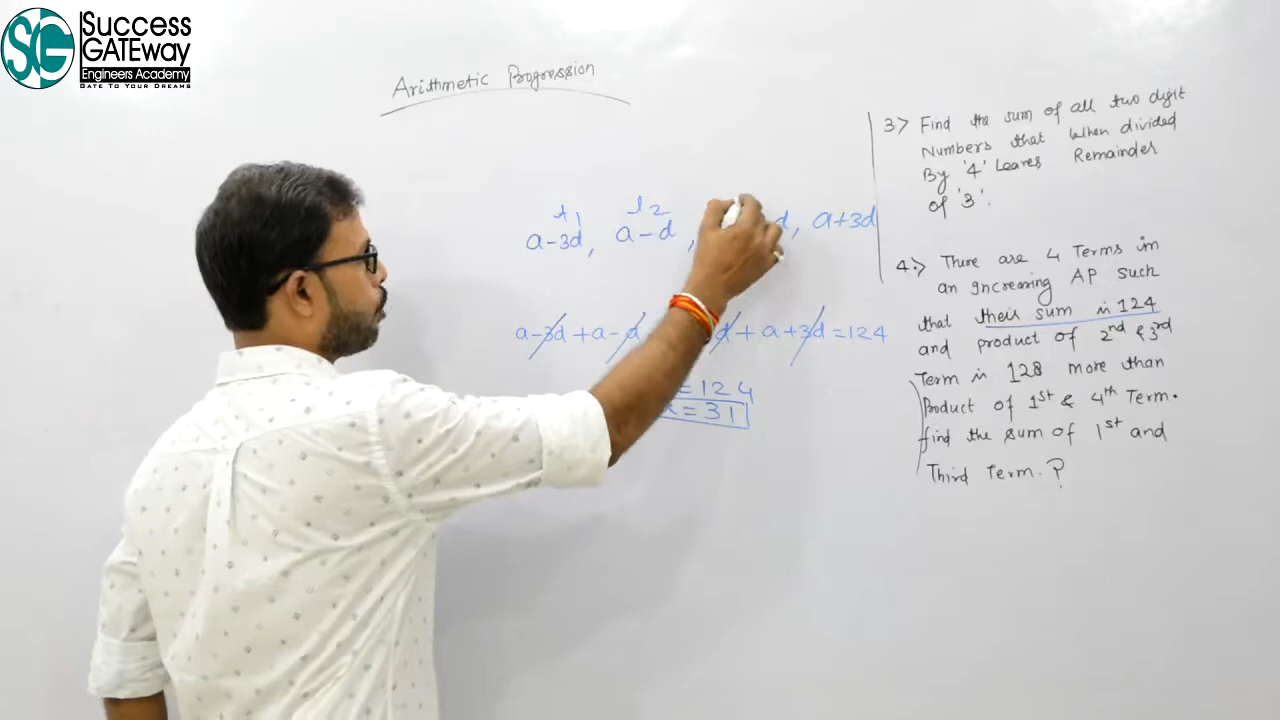 Success
GATEway
Engineers Academy
GATE TO YOUR DREAMS
Arithmetic Progression
t1 t2
a-3d, a-d, d, a+3d
a-3d+a-d d+a+3d=124
=124
=31
3> Find the sum of all two digit
Numbers that When divided
By '4' Leaves Remainder
of '3'.
4.> There are 4 Terms in
an Increasing AP such
that their sum is 124
and product of 2nd & 3rd
Term is 128 more than
Product of 1st & 4th Term.
find the sum of 1st and
Third Term.?